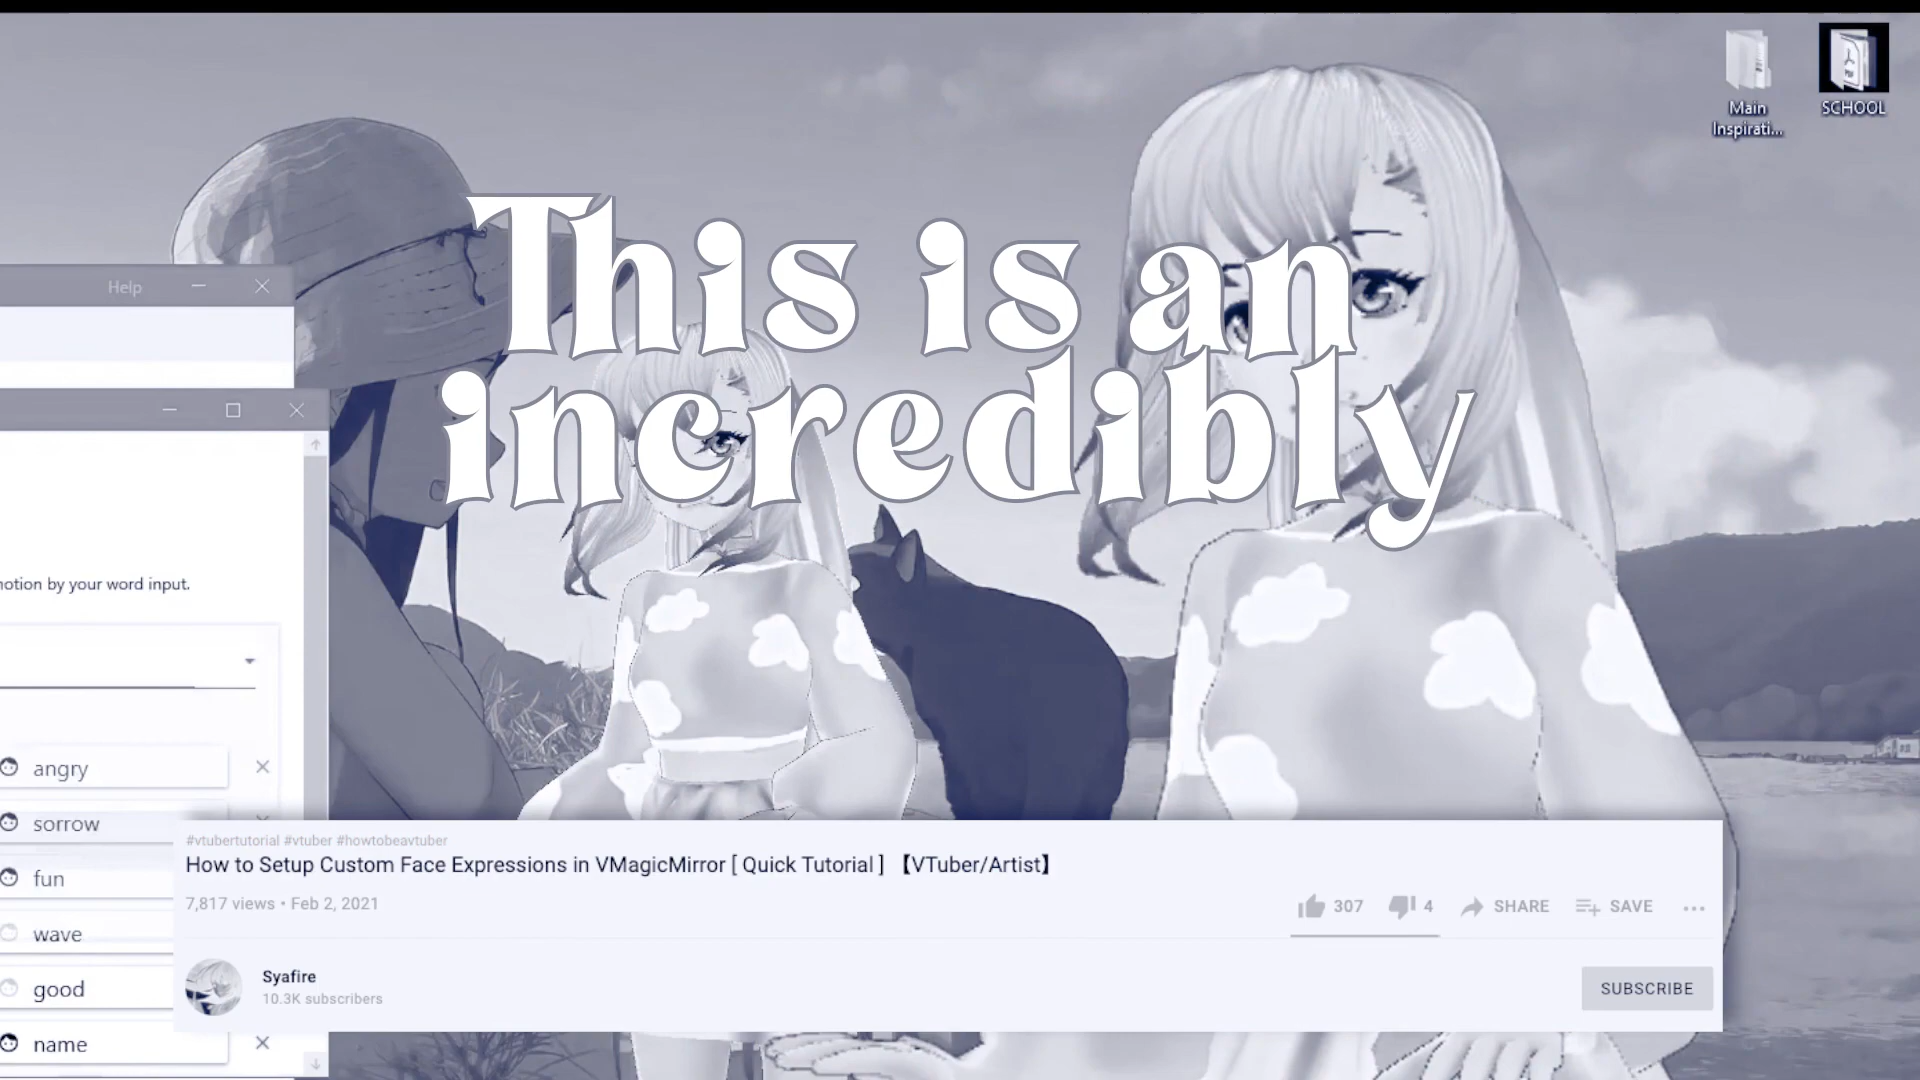 Main
Inspirati...
SCHOOL
This is an
incredibly
Help
notion by your word input.
angry
sorrow
fun
wave
good
name
#vtubertutorial #vtuber #howtobeavtuber
How to Setup Custom Face Expressions in VMagicMirror [ Quick Tutorial ] 【VTuber/Artist】
7,817 views • Feb 2, 2021
307
4
SHARE
SAVE
Syafire
10.3K subscribers
SUBSCRIBE